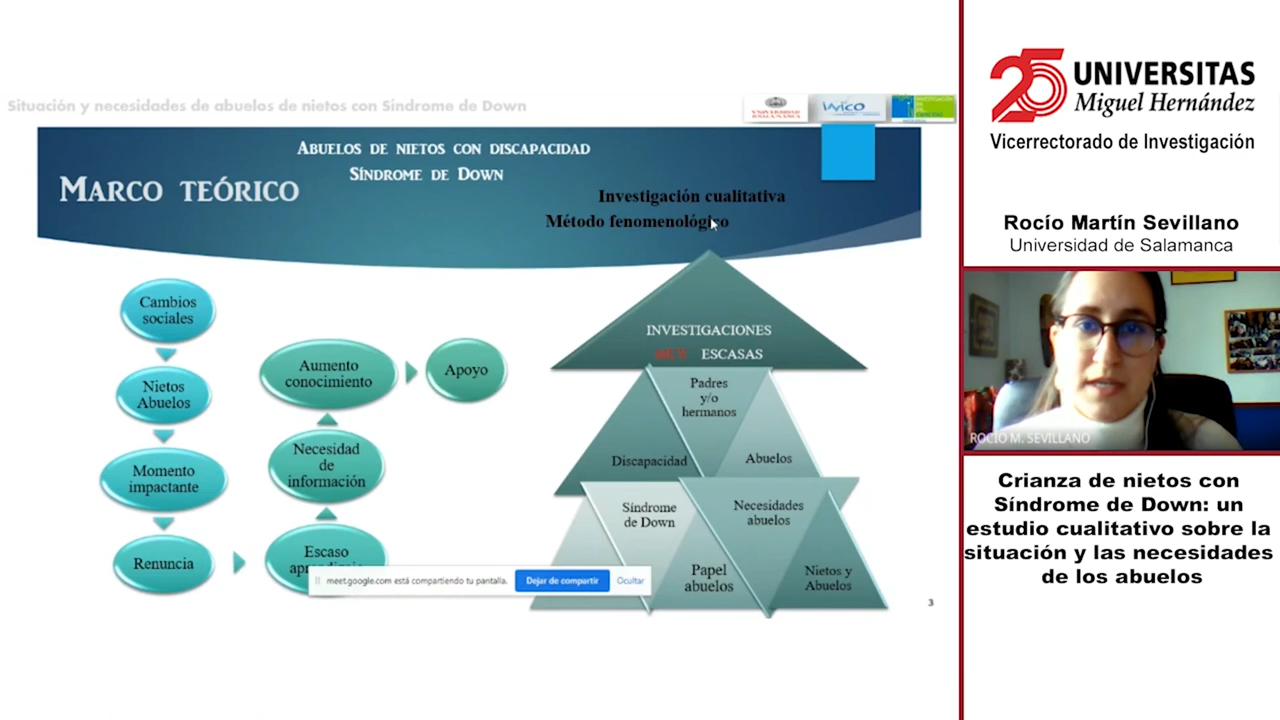 Situación y necesidades de abuelos de nietos con Síndrome de Down
ABUELOS DE NIETOS CON DISCAPACIDAD
SÍNDROME DE DOWN
MARCO TEÓRICO
Investigación cualitativa
Método fenomenológico
Cambios
sociales
Nietos
Abuelos
Momento
impactante
Renuncia
Escaso
Necesidad
de
información
Aumento
conocimiento
Apoyo
INVESTIGACIONES
MUY ESCASAS
Padres
y/o
hermanos
Discapacidad
Abuelos
Síndrome
de Down
Necesidades
abuelos
Papel
abuelos
Nietos y
Abuelos
meet.google.com está compartiendo tu pantalla.
Dejar de compartir
Ocultar
3
25 UNIVERSITAS
Miguel Hernández
Vicerrectorado de Investigación
Rocío Martín Sevillano
Universidad de Salamanca
ROCÍO M. SEVILLANO
Crianza de nietos con
Síndrome de Down: un
estudio cualitativo sobre la
situación y las necesidades
de los abuelos